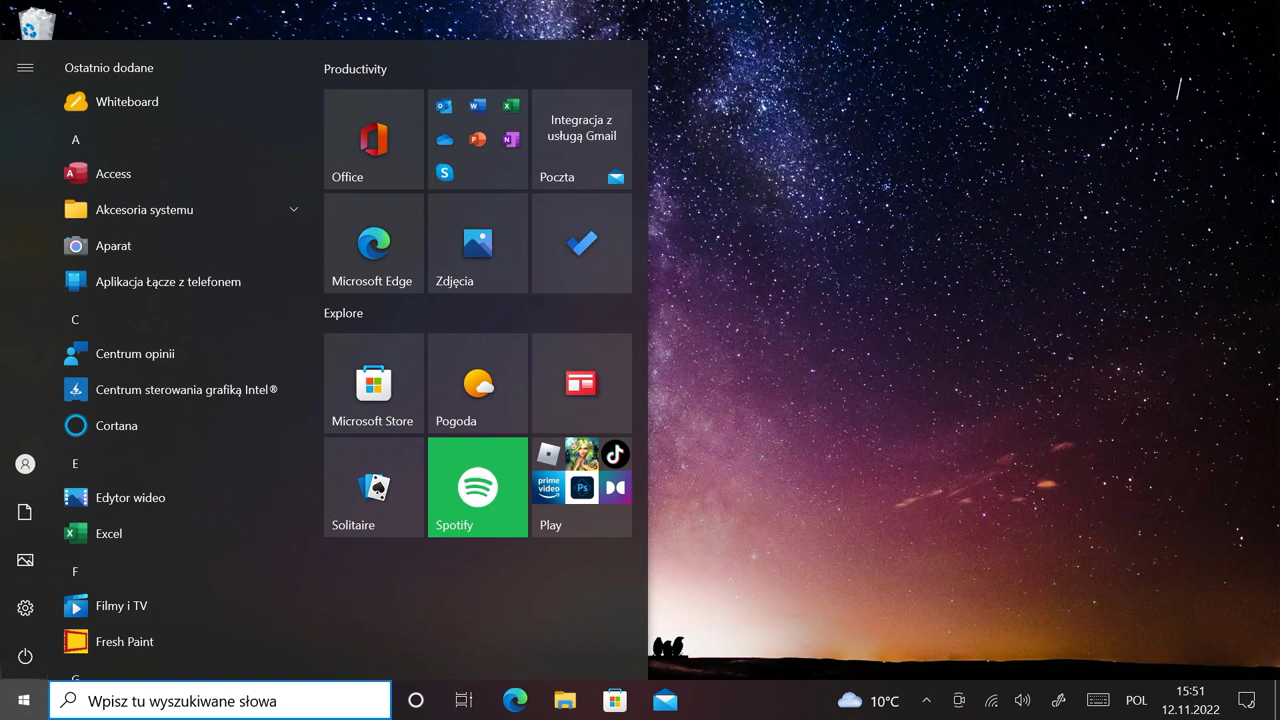 Ostatnio dodane
Whiteboard
A
Access
Akcesoria systemu
Aparat
Aplikacja Łącze z telefonem
C
Centrum opinii
Centrum sterowania grafiką Intel®
Cortana
E
Edytor wideo
Excel
F
Filmy i TV
Fresh Paint
Productivity
Office
Integracja z
usługą Gmail
Poczta
Microsoft Edge
Zdjęcia
Explore
Microsoft Store
Pogoda
Solitaire
Spotify
prime
video
Ps
Play
Wpisz tu wyszukiwane słowa
10°C
POL
15:51
12.11.2022